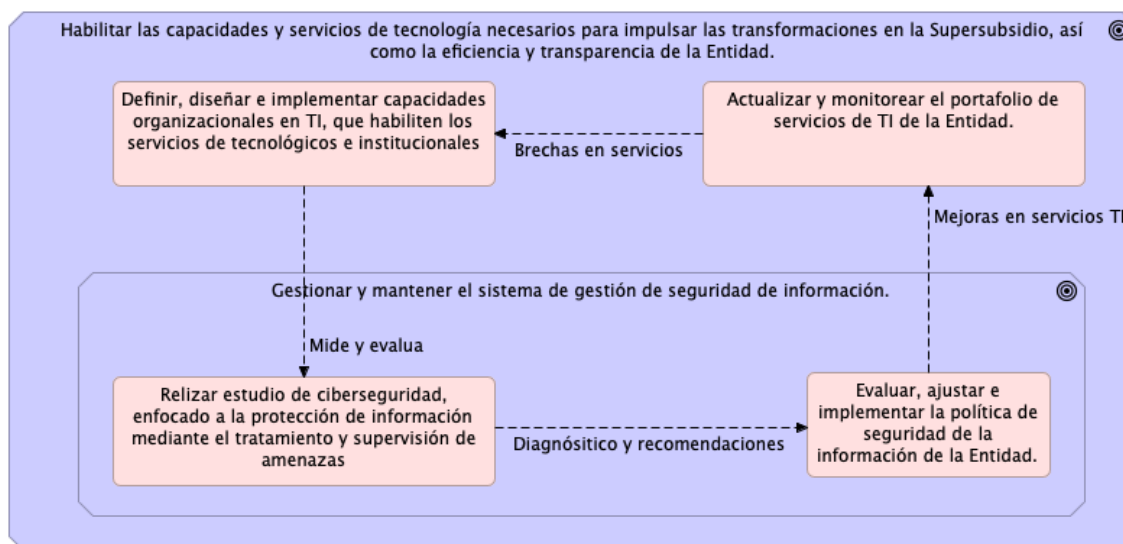 Habilitar las capacidades y servicios de tecnología necesarios para impulsar las transformaciones en la Supersubsidio, así
como la eficiencia y transparencia de la Entidad.
Definir, diseñar e implementar capacidades
organizacionales en TI, que habiliten los
servicios de tecnológicos e institucionales
Actualizar y monitorear el portafolio de
servicios de TI de la Entidad.
Brechas en servicios
Mejoras en servicios TI
Gestionar y mantener el sistema de gestión de seguridad de información.
Mide y evalua
Relizar estudio de ciberseguridad,
enfocado a la protección de información
mediante el tratamiento y supervisión de
amenazas
Diagnósitico y recomendaciones
Evaluar, ajustar e
implementar la política de
seguridad de la
información de la Entidad.